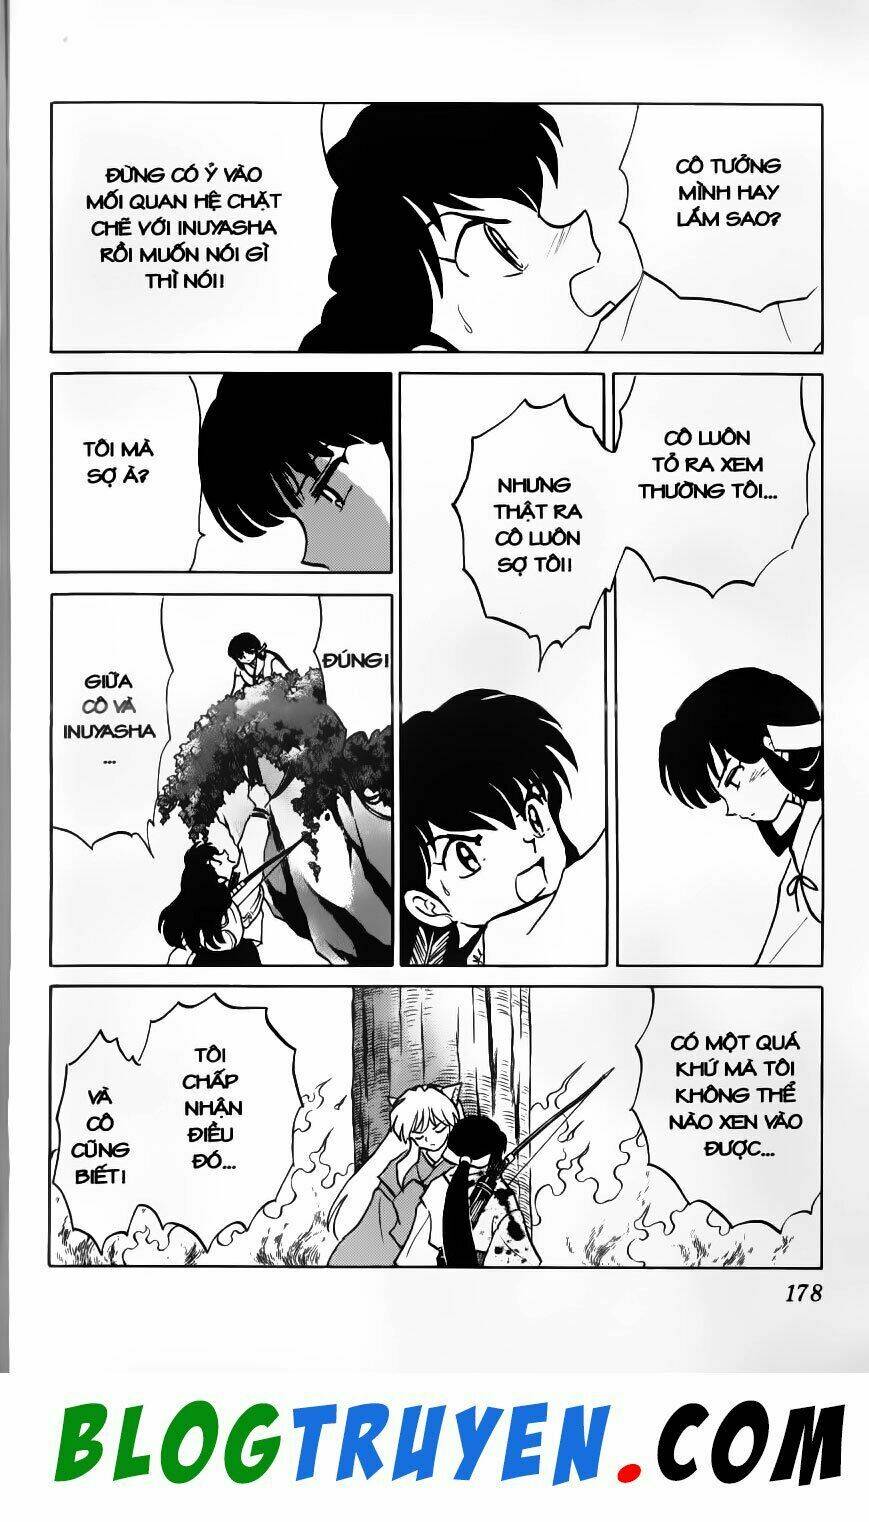 CÔ TƯỞNG
MÌNH HAY
LẮM SAO?
ĐỪNG CÓ Ỷ VÀO
MỐI QUAN HỆ CHẶT
CHẼ VỚI INUYASHA
RỒI MUỐN NÓI GÌ
THÌ NÓI!
CÔ LUÔN
TỎ RA XEM
THƯỜNG TÔI...
NHƯNG
THẬT RA
CÔ LUÔN
SỢ TÔI!
TÔI MÀ
SỢ À?
ĐÚNG!
GIỮA
CÔ VÀ
INUYASHA
...
CÓ MỘT QUÁ
KHỨ MÀ TÔI
KHÔNG THỂ
NÀO XEN VÀO
ĐƯỢC...
TÔI
CHẤP
NHẬN
ĐIỀU
ĐÓ...
VÀ
CÔ
CŨNG
BIẾT!
178
BLOGTRUYEN.COM